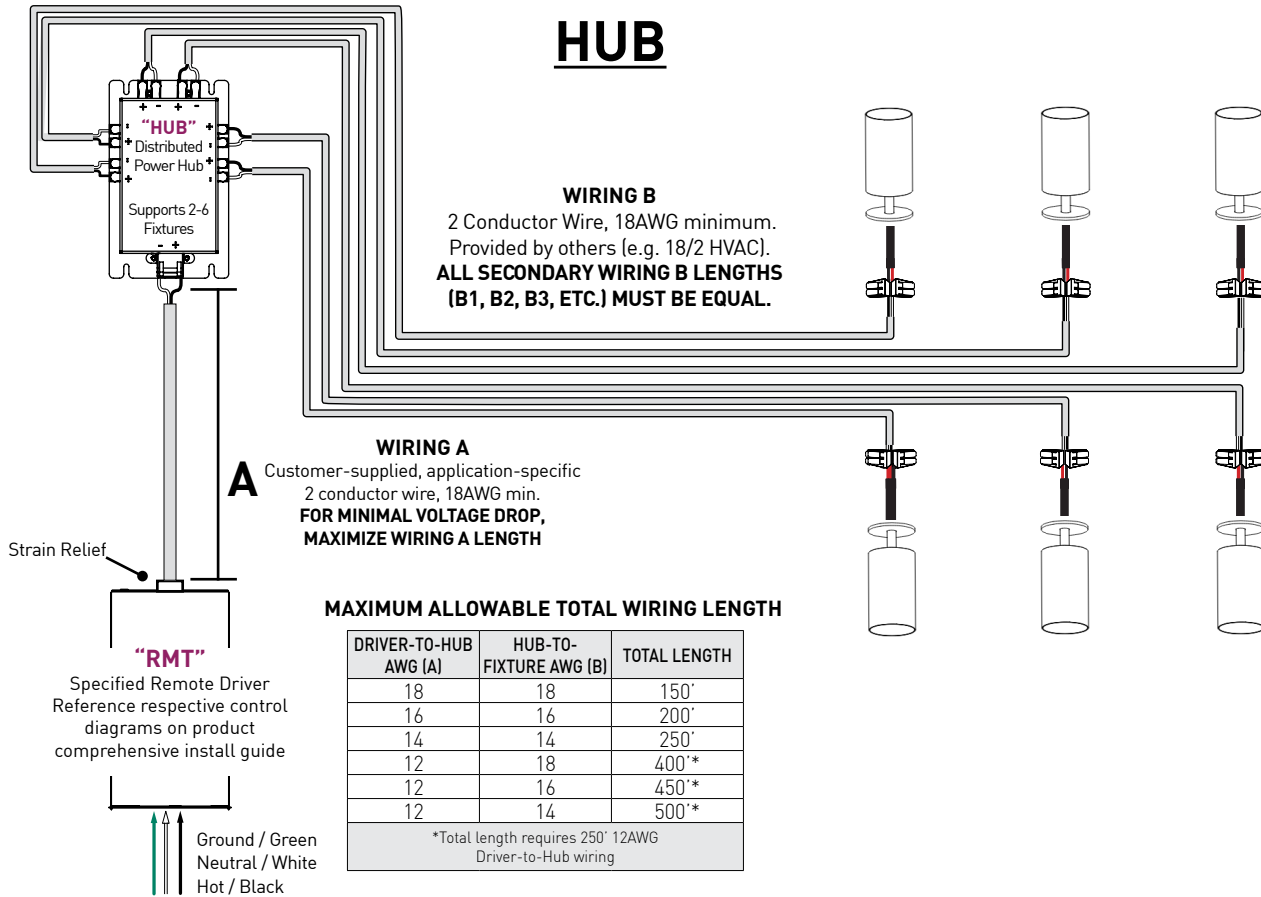 HUB
+ - + -
“HUB”
Distributed
Power Hub
Supports 2-6
Fixtures
- +
- + - +
+ - + -
WIRING B
2 Conductor Wire, 18AWG minimum.
Provided by others (e.g. 18/2 HVAC).
ALL SECONDARY WIRING B LENGTHS
(B1, B2, B3, ETC.) MUST BE EQUAL.
A
WIRING A
Customer-supplied, application-specific
2 conductor wire, 18AWG min.
FOR MINIMAL VOLTAGE DROP,
MAXIMIZE WIRING A LENGTH
Strain Relief
“RMT”
Specified Remote Driver
Reference respective control
diagrams on product
comprehensive install guide
Ground / Green
Neutral / White
Hot / Black
MAXIMUM ALLOWABLE TOTAL WIRING LENGTH
DRIVER-TO-HUB AWG (A) HUB-TO-FIXTURE AWG (B) TOTAL LENGTH
18 18 150'
16 16 200'
14 14 250'
12 18 400'*
12 16 450'*
12 14 500'*
*Total length requires 250' 12AWG
Driver-to-Hub wiring